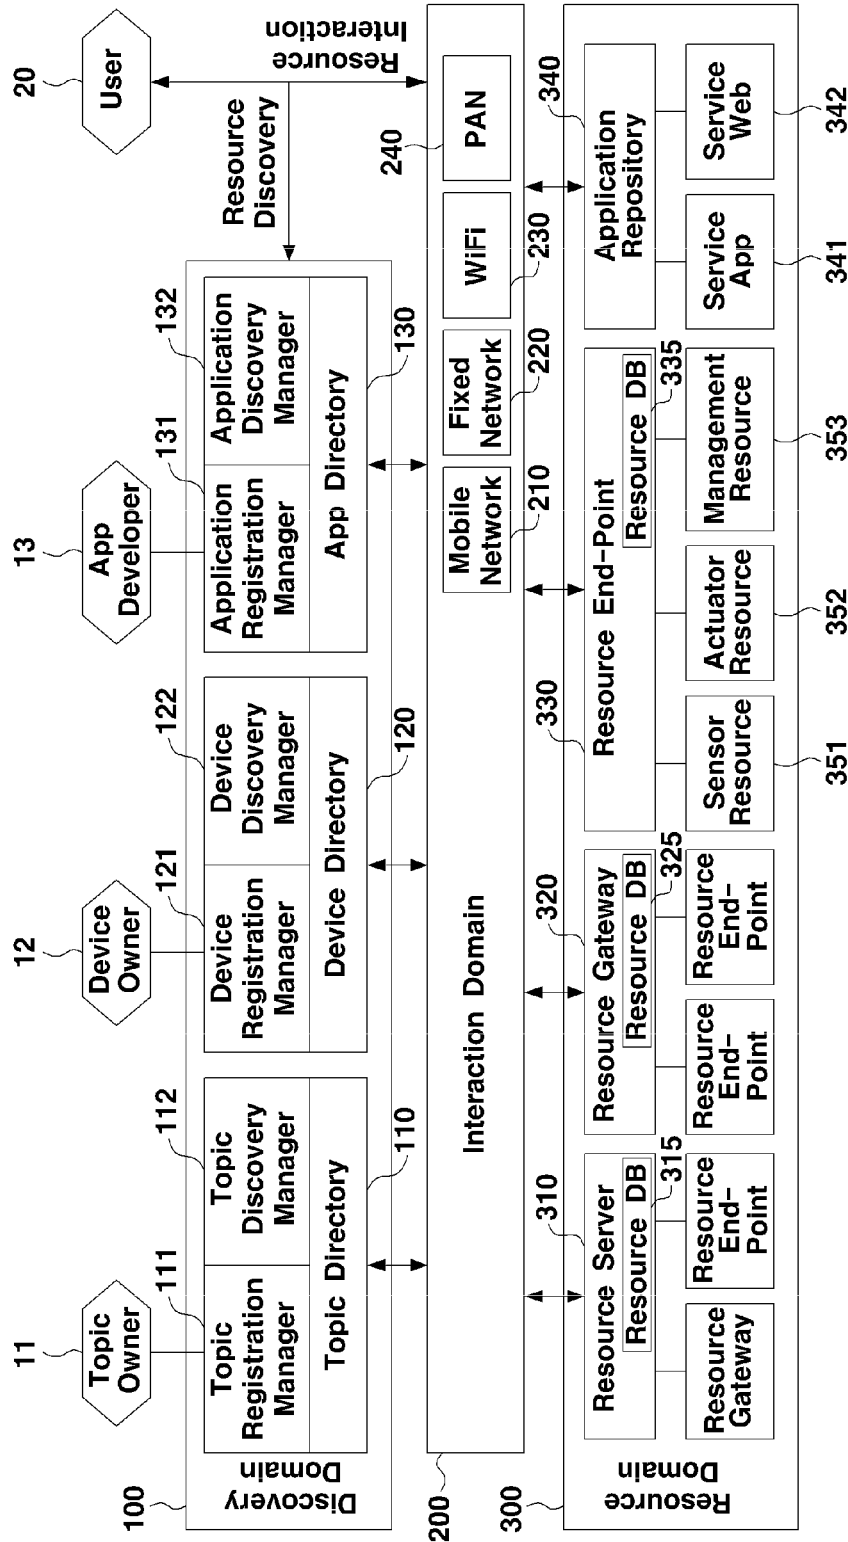 11
12
13
20
Topic
Owner
Device
Owner
App
Developer
User
100
111
112
121
122
131
132
Discovery
Domain
Topic
Registration
Manager
Topic
Discovery
Manager
Topic Directory
110
Device
Registration
Manager
Device
Discovery
Manager
Device Directory
120
Application
Registration
Manager
Application
Discovery
Manager
App Directory
130
Resource
Discovery
Resource
Interaction
200
Interaction Domain
Mobile
Network
210
Fixed
Network
220
WiFi
230
PAN
240
300
Resource
Domain
310
Resource Server
Resource DB
315
Resource
Gateway
Resource
End-
Point
320
Resource Gateway
Resource DB
325
Resource
End-
Point
Resource
End-
Point
330
Resource End-Point
Resource DB
335
Sensor
Resource
351
Actuator
Resource
352
Management
Resource
353
340
Application
Repository
Service
App
341
Service
Web
342